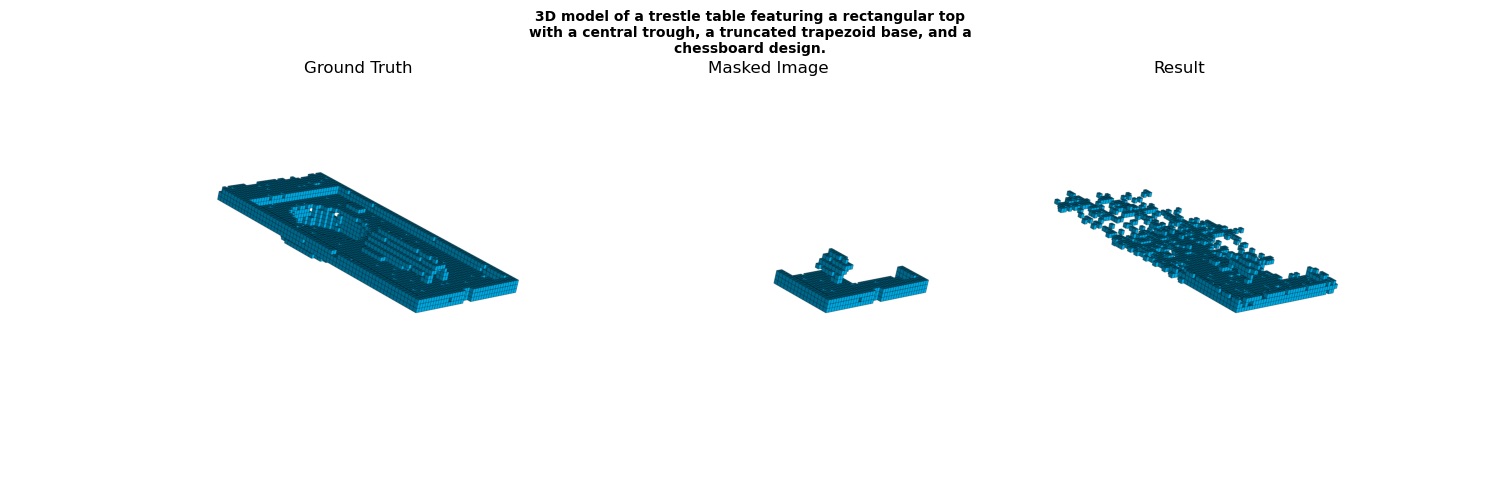 3D model of a trestle table featuring a rectangular top
with a central trough, a truncated trapezoid base, and a
chessboard design.
Ground Truth
Masked Image
Result